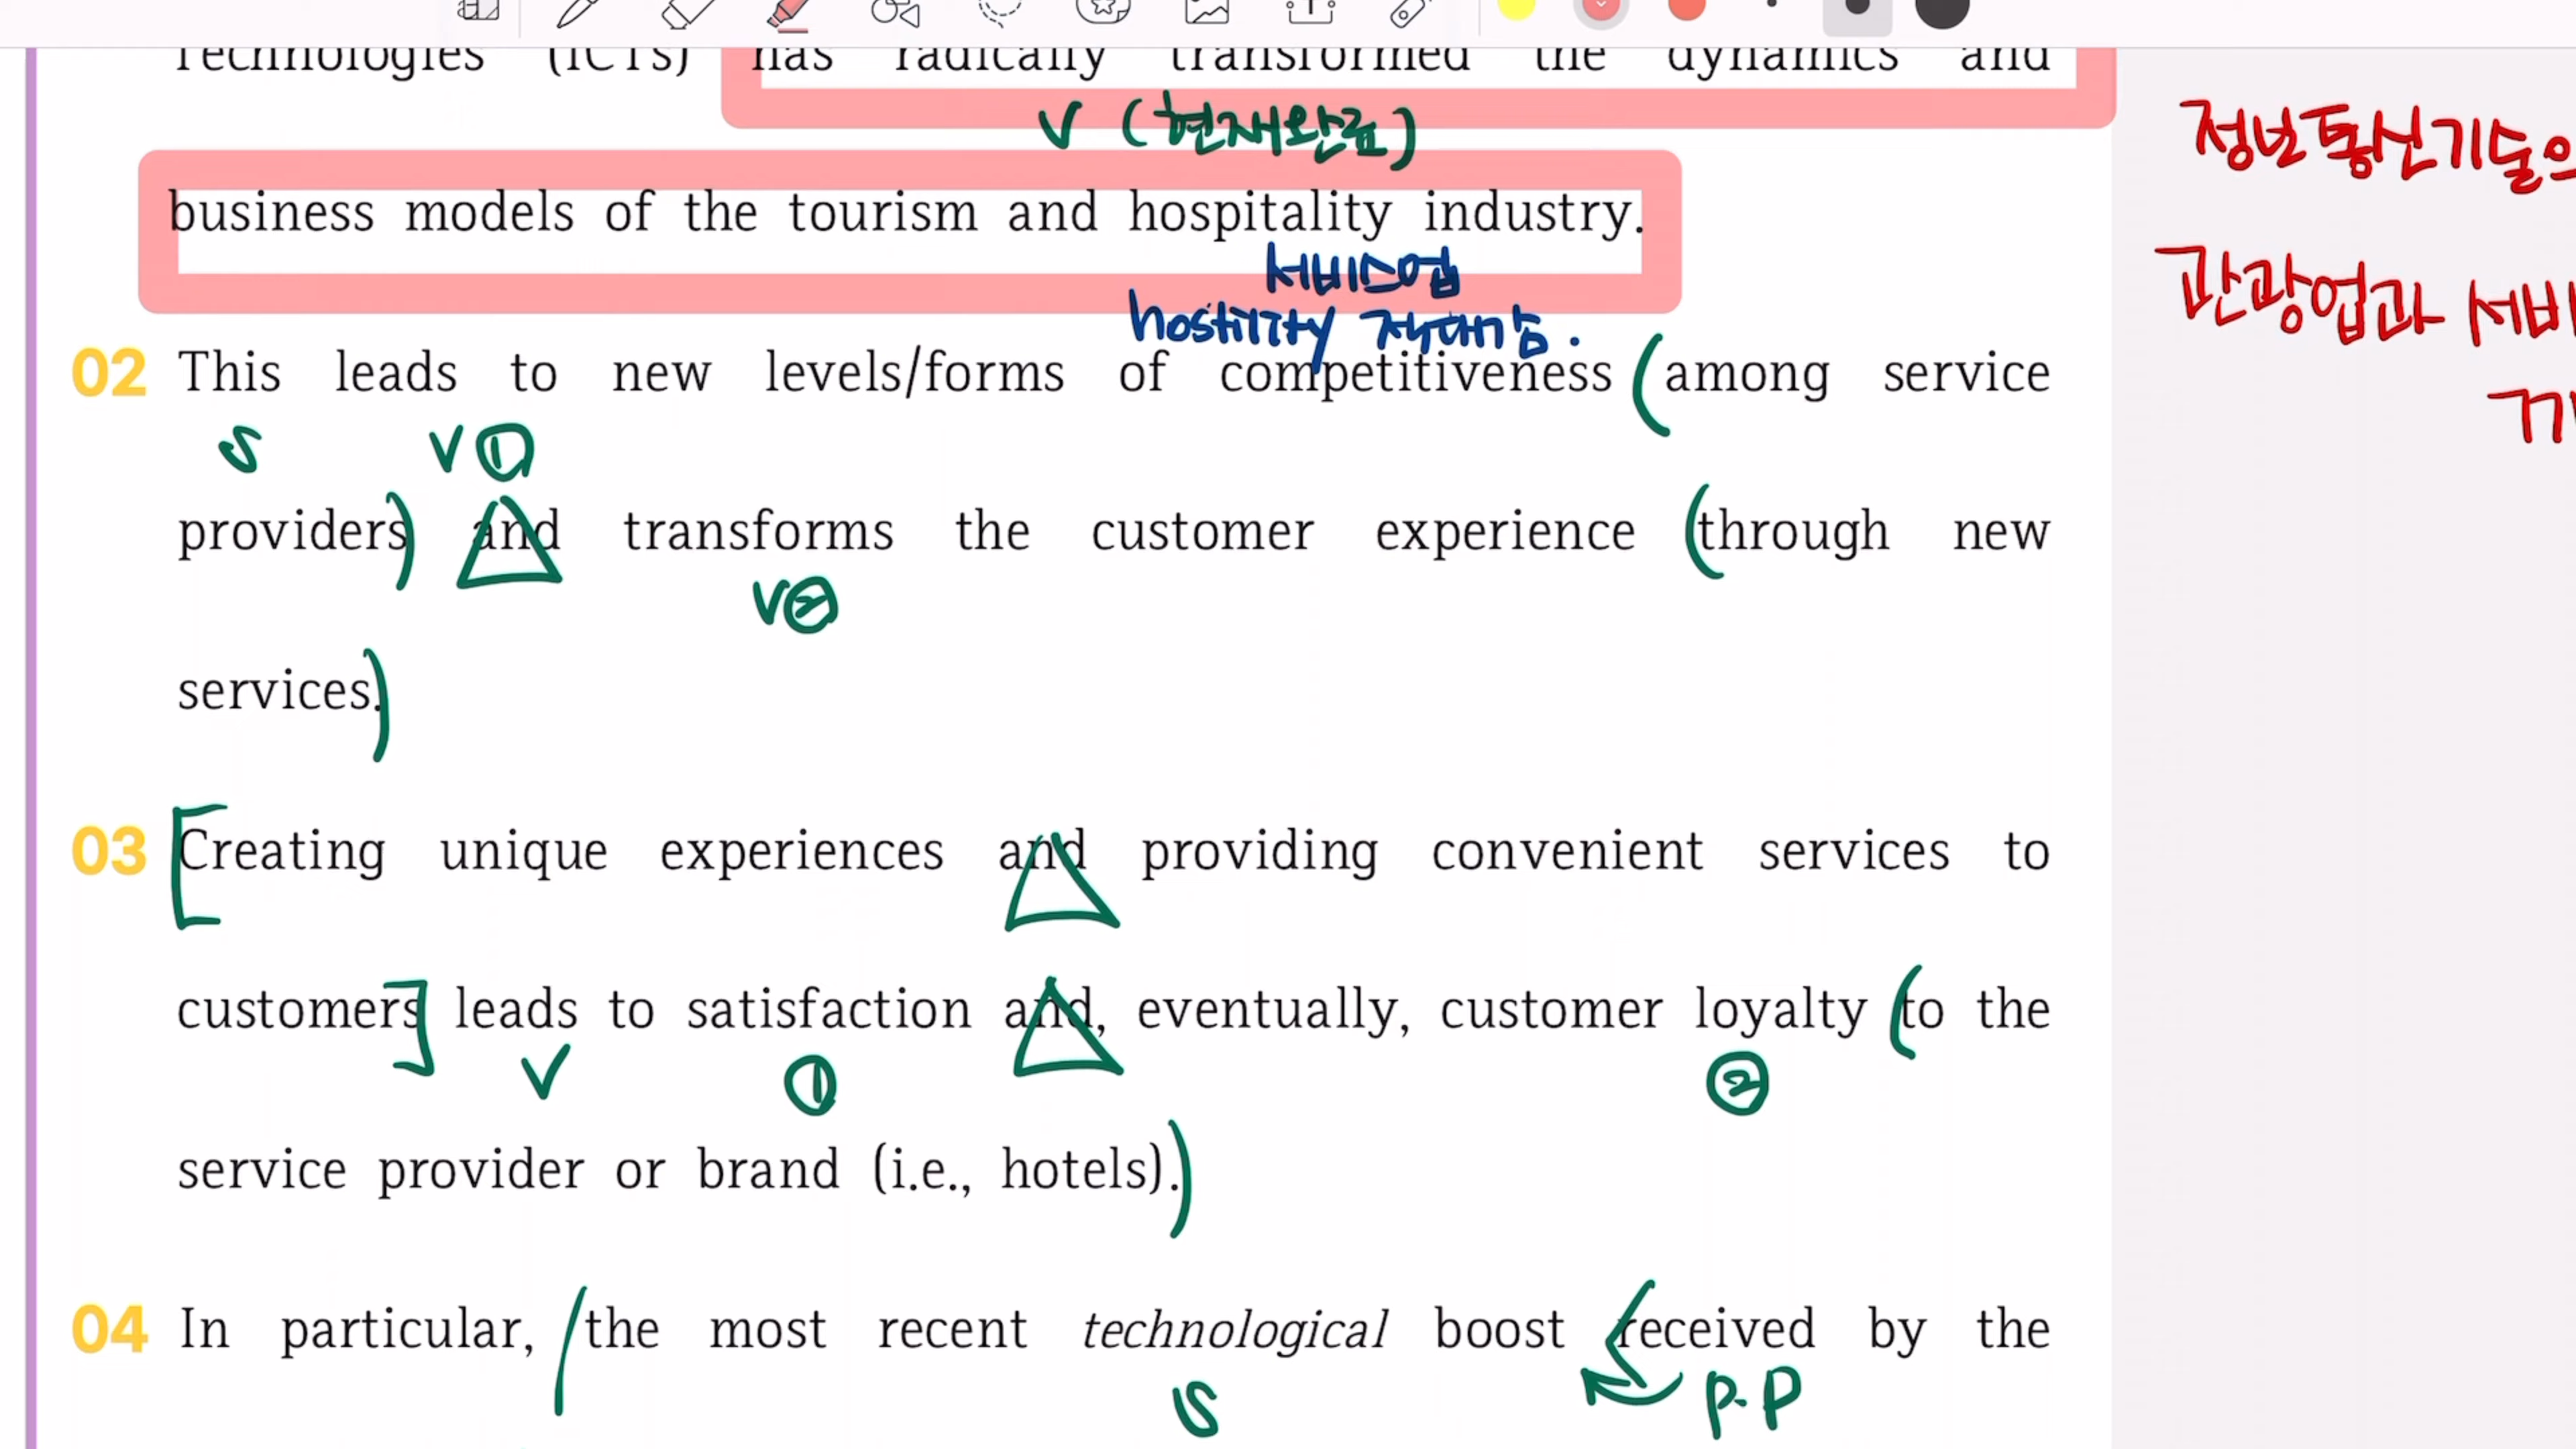 Technologies (ICTs) has radically transformed the dynamics and
V (현재완료)
business models of the tourism and hospitality industry.
서비스업
hostility 적대감.
02 This leads to new levels/forms of competitiveness (among service
S V ①
providers) and transforms the customer experience (through new
V ②
services.)
03 [Creating unique experiences and providing convenient services to
customers] leads to satisfaction and, eventually, customer loyalty (to the
V ① ②
service provider or brand (i.e., hotels).)
04 In particular, / the most recent technological boost <received by the
S p.p
정보통신기술의
관광업과 서비